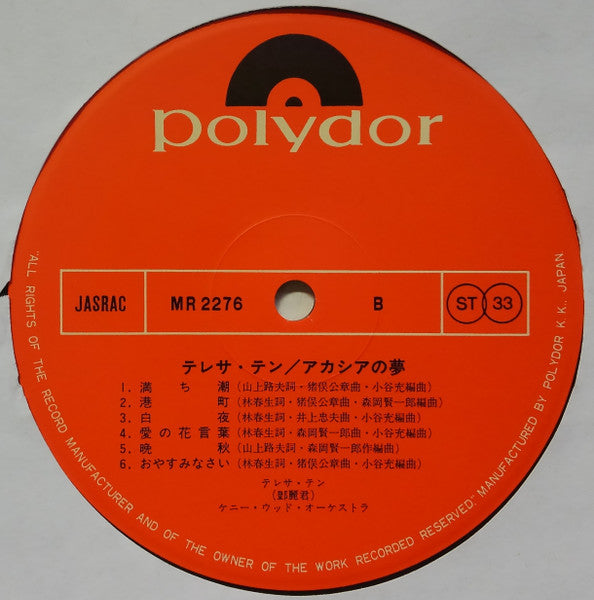 polydor
JASRAC MR 2276 B ST 33
テレサ・テン/アカシアの夢
1. 満ち潮(山上路夫詞・猪俣公章曲・小谷充編曲)
2. 港町(林春生詞・猪俣公章曲・森岡賢一郎編曲)
3. 白夜(林春生詞・井上忠夫曲・小谷充編曲)
4. 愛の花言葉(林春生詞・森岡賢一郎曲・小谷充編曲)
5. 晩秋(山上路夫詞・森岡賢一郎作編曲)
6. おやすみなさい(林春生詞・猪俣公章曲・小谷充編曲)
テレサ・テン
(鄧麗君)
ケニー・ウッド・オーケストラ
"ALL RIGHTS OF THE RECORD MANUFACTURER AND OF THE OWNER OF THE WORK RECORDED RESERVED." MANUFACTURED BY POLYDOR K.K., JAPAN